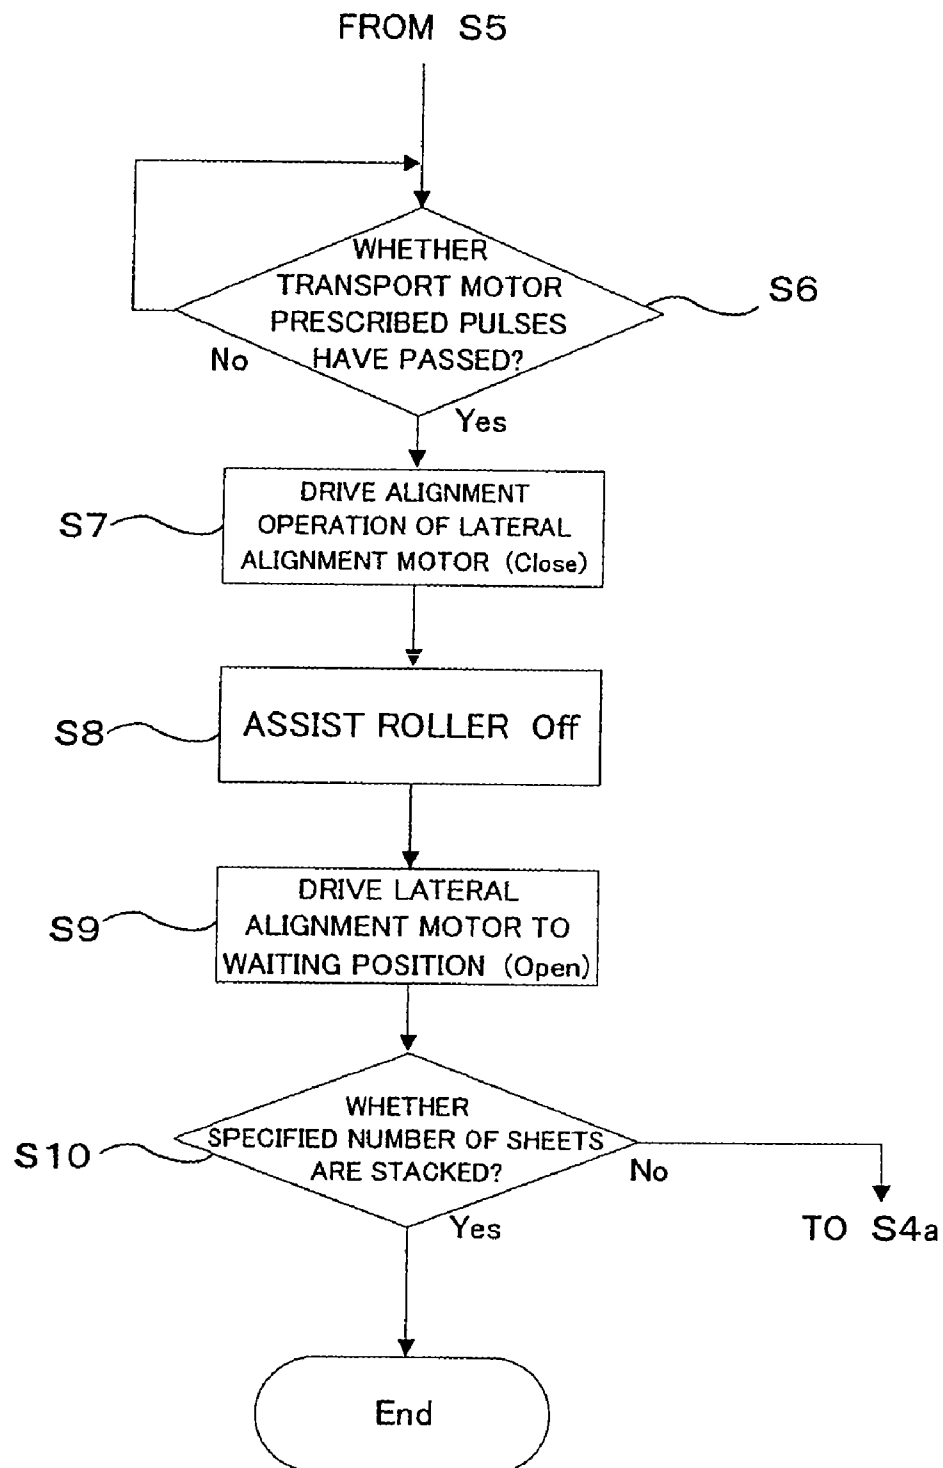 FROM S5
WHETHER
TRANSPORT MOTOR
PRESCRIBED PULSES
HAVE PASSED?
S6
No
Yes
DRIVE ALIGNMENT
OPERATION OF LATERAL
ALIGNMENT MOTOR (Close)
S7
ASSIST ROLLER Off
S8
DRIVE LATERAL
ALIGNMENT MOTOR TO
WAITING POSITION (Open)
S9
WHETHER
SPECIFIED NUMBER OF SHEETS
ARE STACKED?
S10
No
Yes
TO S4a
End